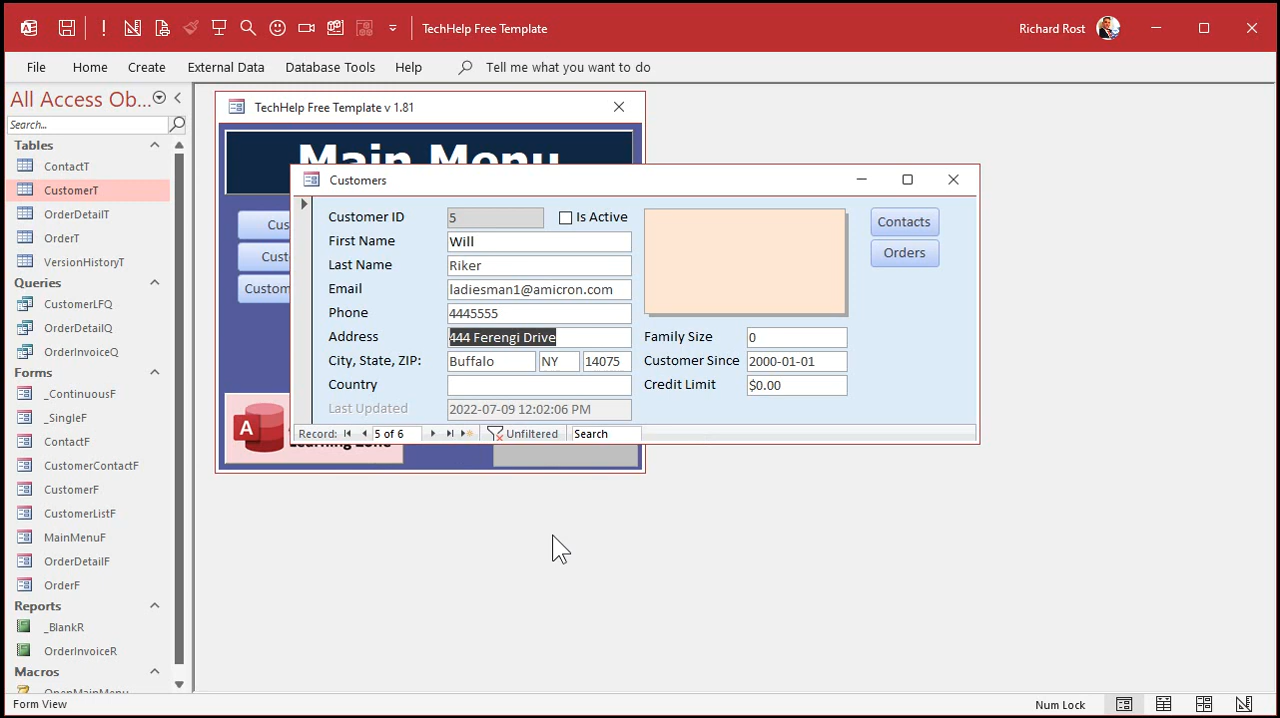 TechHelp Free Template
Richard Rost
File Home Create External Data Database Tools Help Tell me what you want to do
All Access Ob...
Search...
Tables
ContactT
CustomerT
OrderDetailT
OrderT
VersionHistoryT
Queries
CustomerLFQ
OrderDetailQ
OrderInvoiceQ
Forms
_ContinuousF
_SingleF
ContactF
CustomerContactF
CustomerF
CustomerListF
MainMenuF
OrderDetailF
OrderF
Reports
_BlankR
OrderInvoiceR
Macros
OpenMainMenu
TechHelp Free Template v 1.81
Main Menu
Cus
Custo
Custom
A
Learning Zone
Customers
Customer ID 5 Is Active
First Name Will
Last Name Riker
Email ladiesman1@amicron.com
Phone 4445555
Address 444 Ferengi Drive
City, State, ZIP: Buffalo NY 14075
Country
Last Updated 2022-07-09 12:02:06 PM
Family Size 0
Customer Since 2000-01-01
Credit Limit $0.00
Contacts
Orders
Record: 5 of 6 Unfiltered Search
Form View
Num Lock